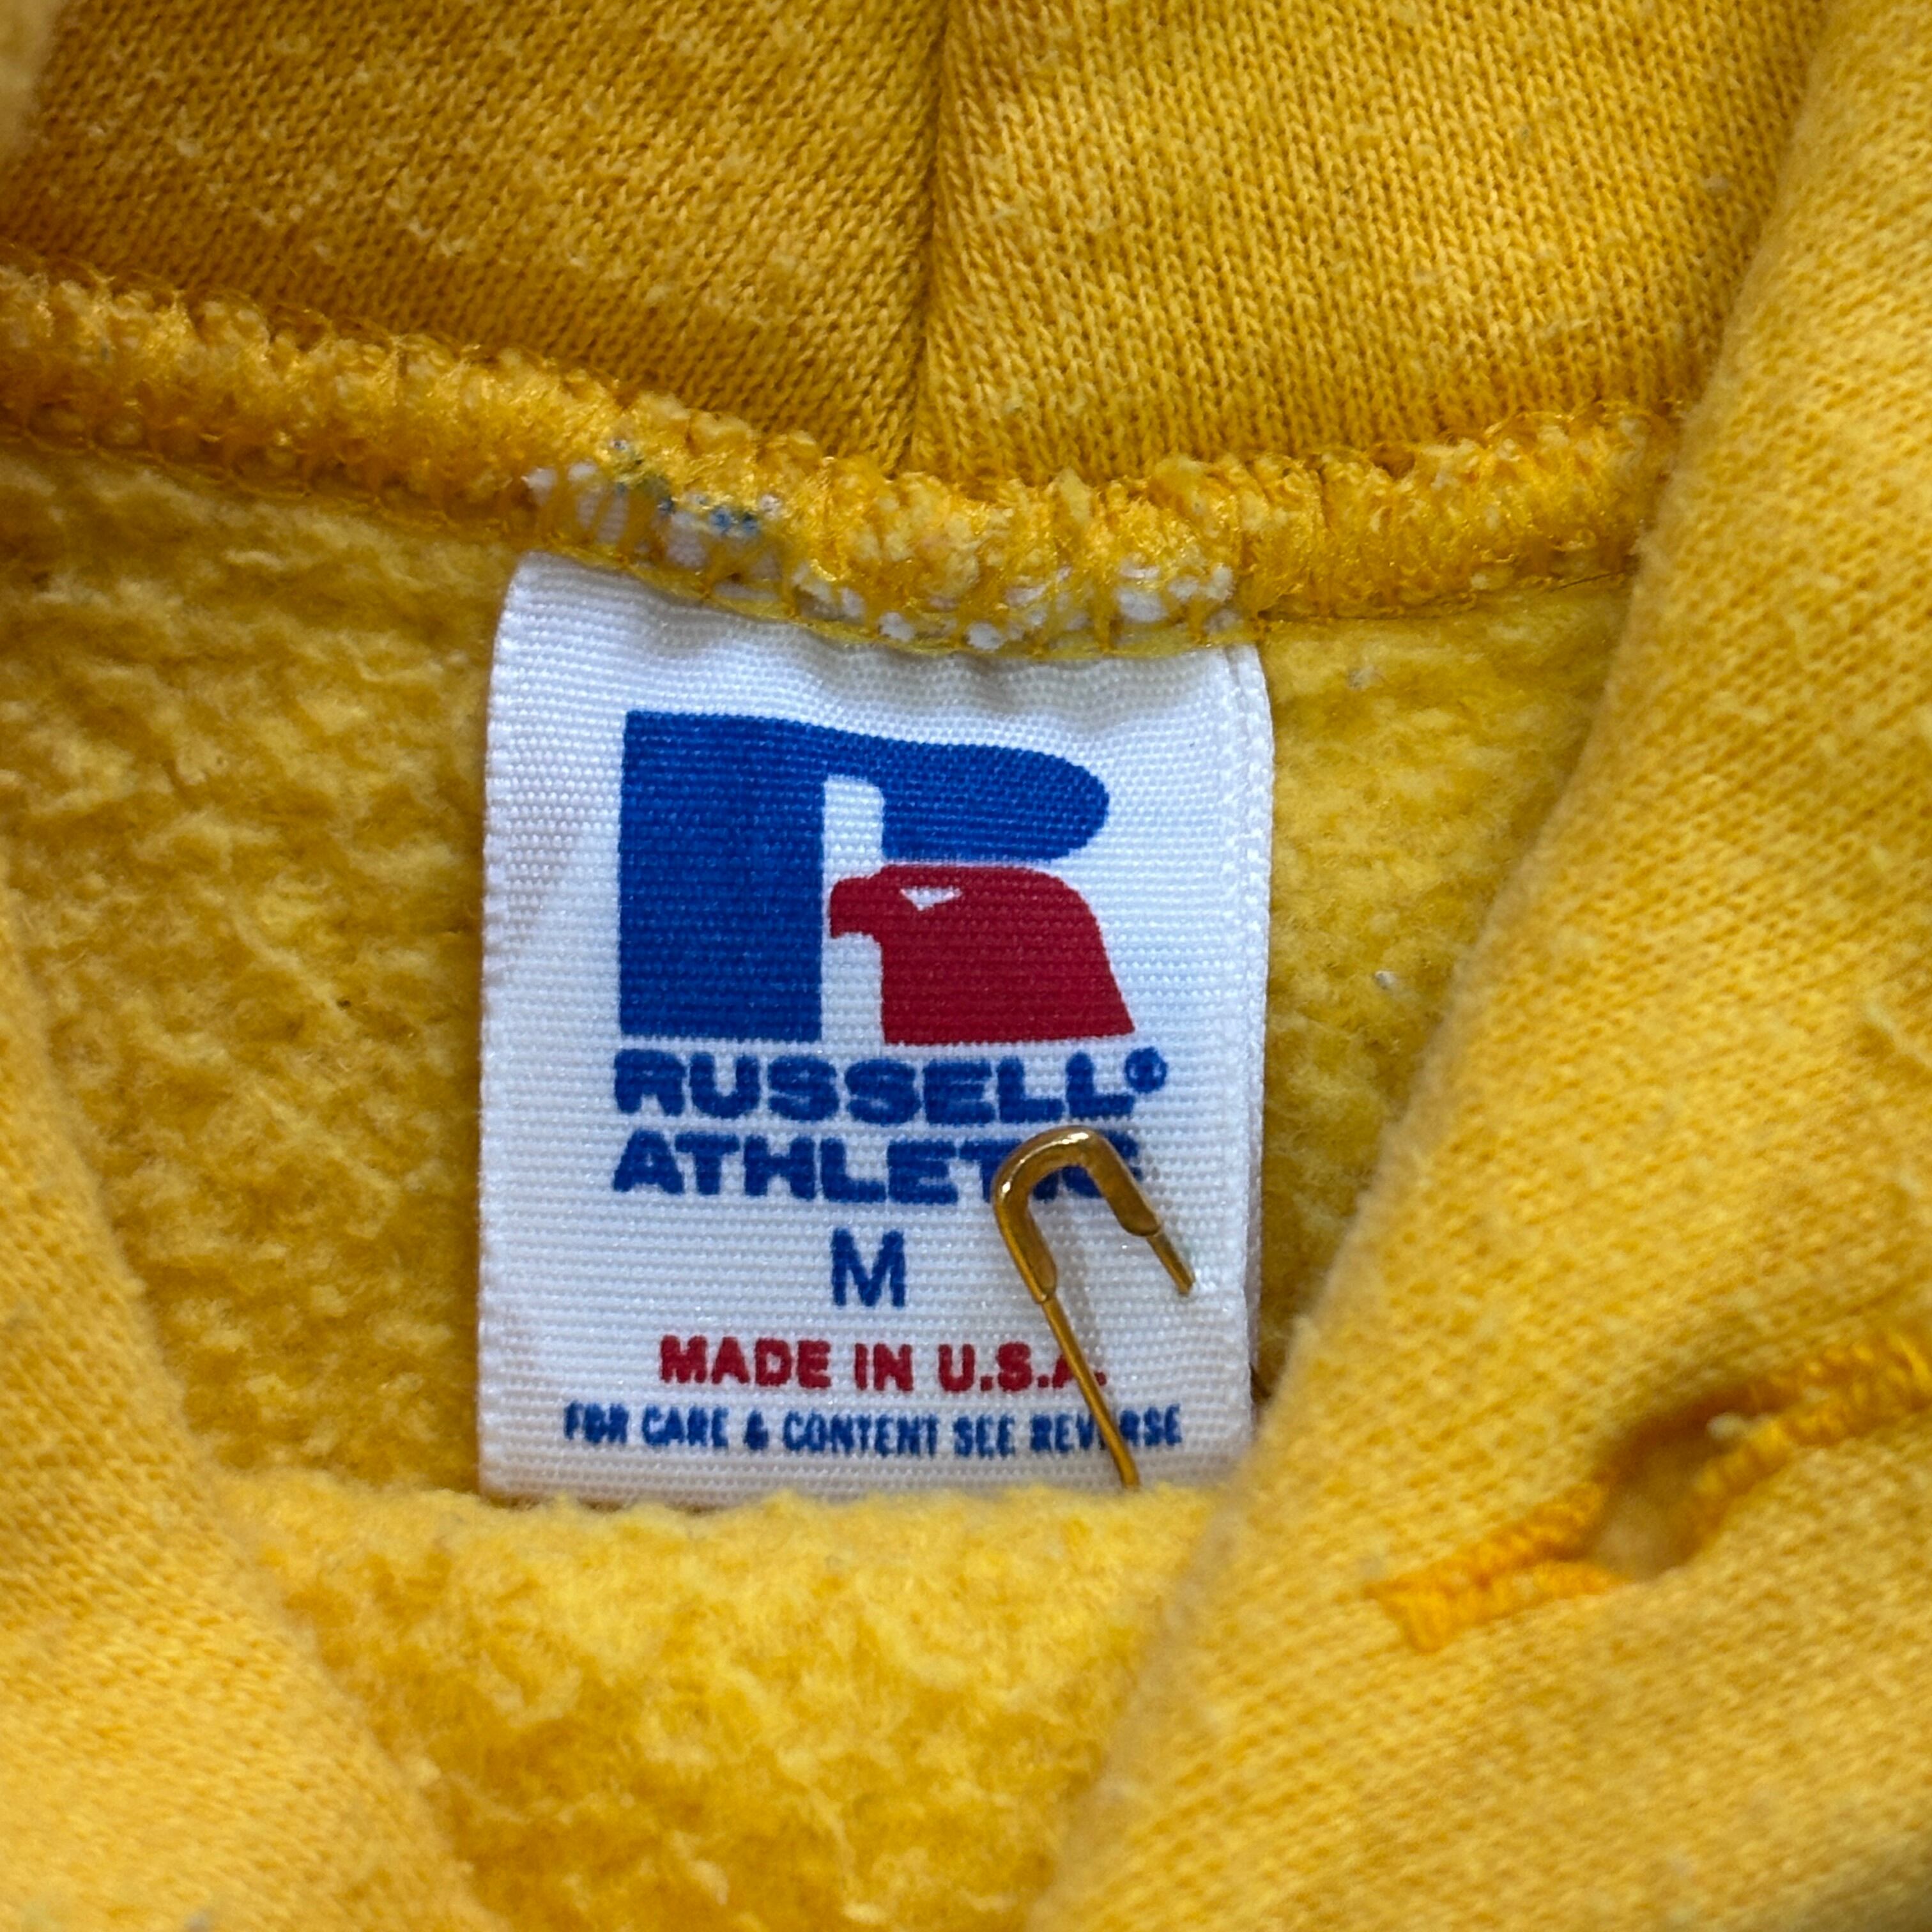 RUSSELL®
ATHLETIC
M
MADE IN U.S.A.
FOR CARE & CONTENT SEE REVERSE